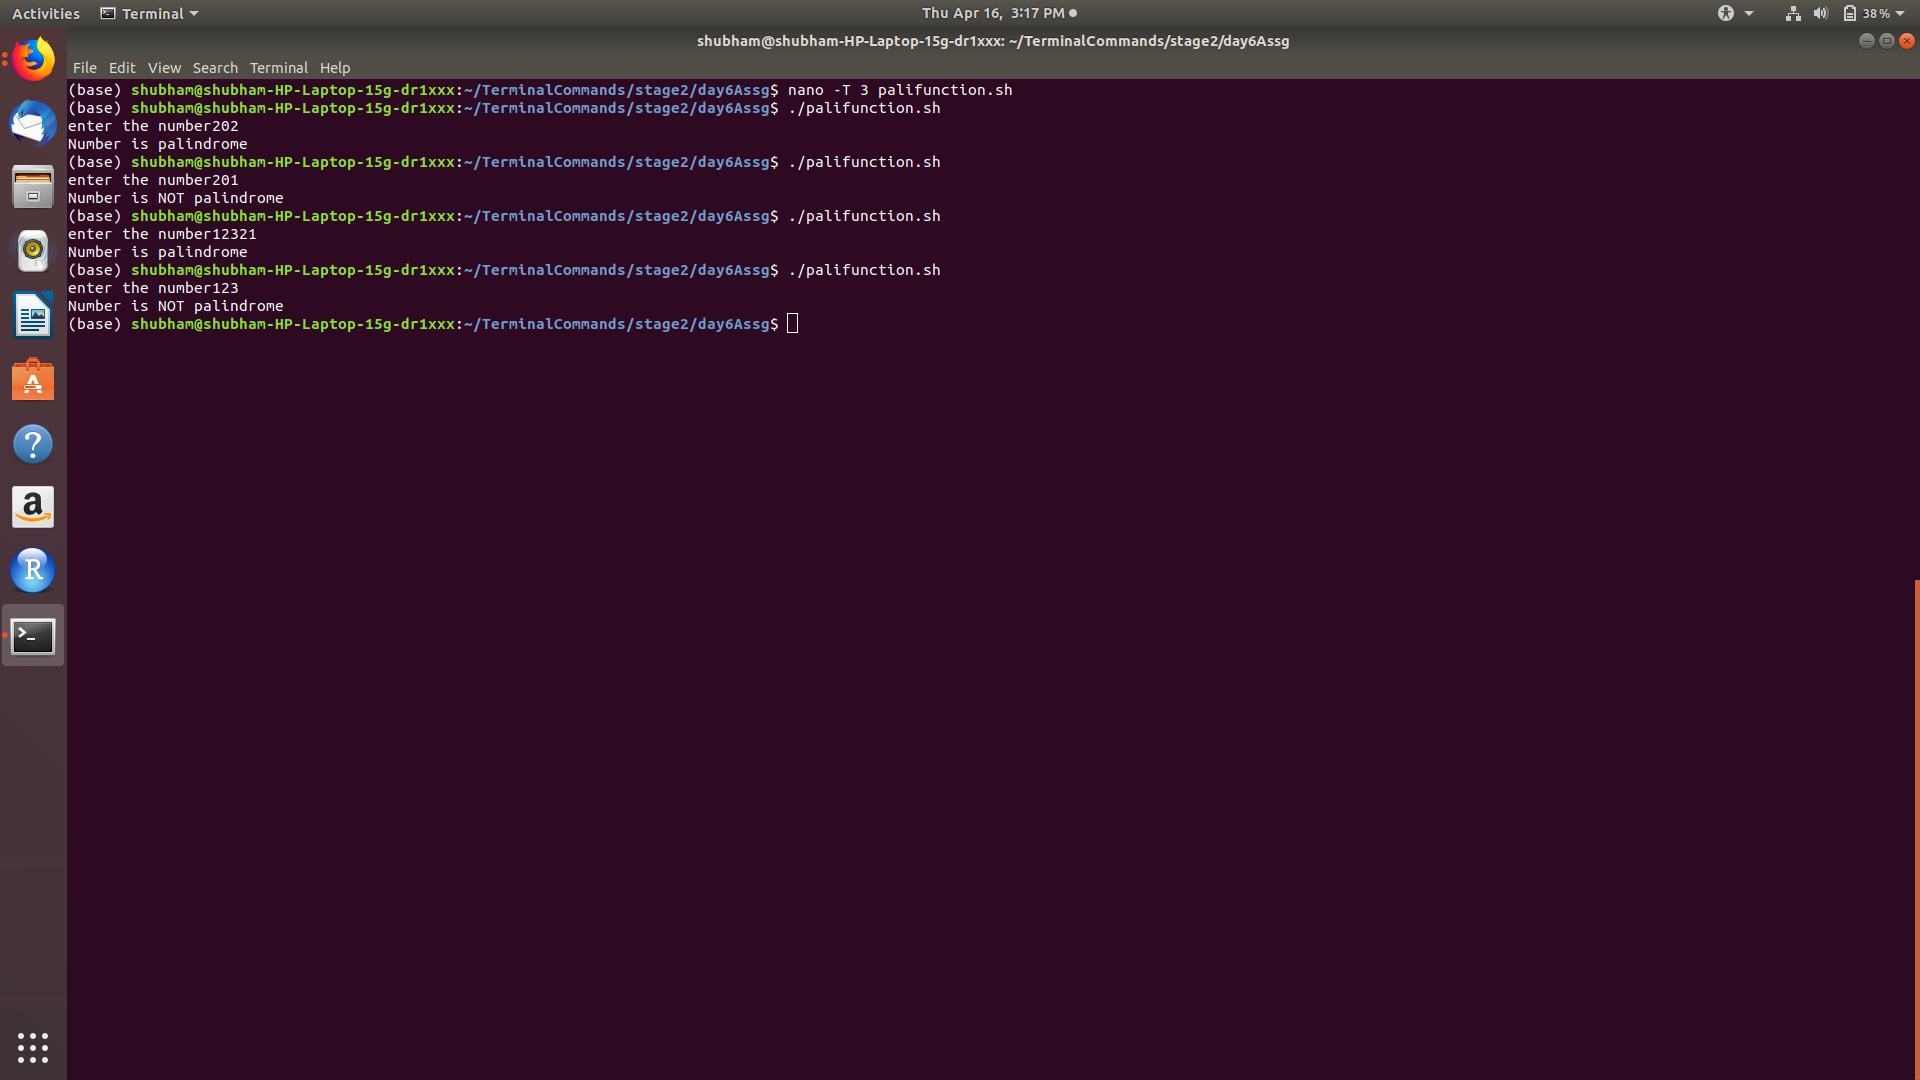 Activities Terminal Thu Apr 16, 3:17 PM 38%
shubham@shubham-HP-Laptop-15g-dr1xxx: ~/TerminalCommands/stage2/day6Assg
File Edit View Search Terminal Help
(base) shubham@shubham-HP-Laptop-15g-dr1xxx:~/TerminalCommands/stage2/day6Assg$ nano -T 3 palifunction.sh
(base) shubham@shubham-HP-Laptop-15g-dr1xxx:~/TerminalCommands/stage2/day6Assg$ ./palifunction.sh
enter the number202
Number is palindrome
(base) shubham@shubham-HP-Laptop-15g-dr1xxx:~/TerminalCommands/stage2/day6Assg$ ./palifunction.sh
enter the number201
Number is NOT palindrome
(base) shubham@shubham-HP-Laptop-15g-dr1xxx:~/TerminalCommands/stage2/day6Assg$ ./palifunction.sh
enter the number12321
Number is palindrome
(base) shubham@shubham-HP-Laptop-15g-dr1xxx:~/TerminalCommands/stage2/day6Assg$ ./palifunction.sh
enter the number123
Number is NOT palindrome
(base) shubham@shubham-HP-Laptop-15g-dr1xxx:~/TerminalCommands/stage2/day6Assg$